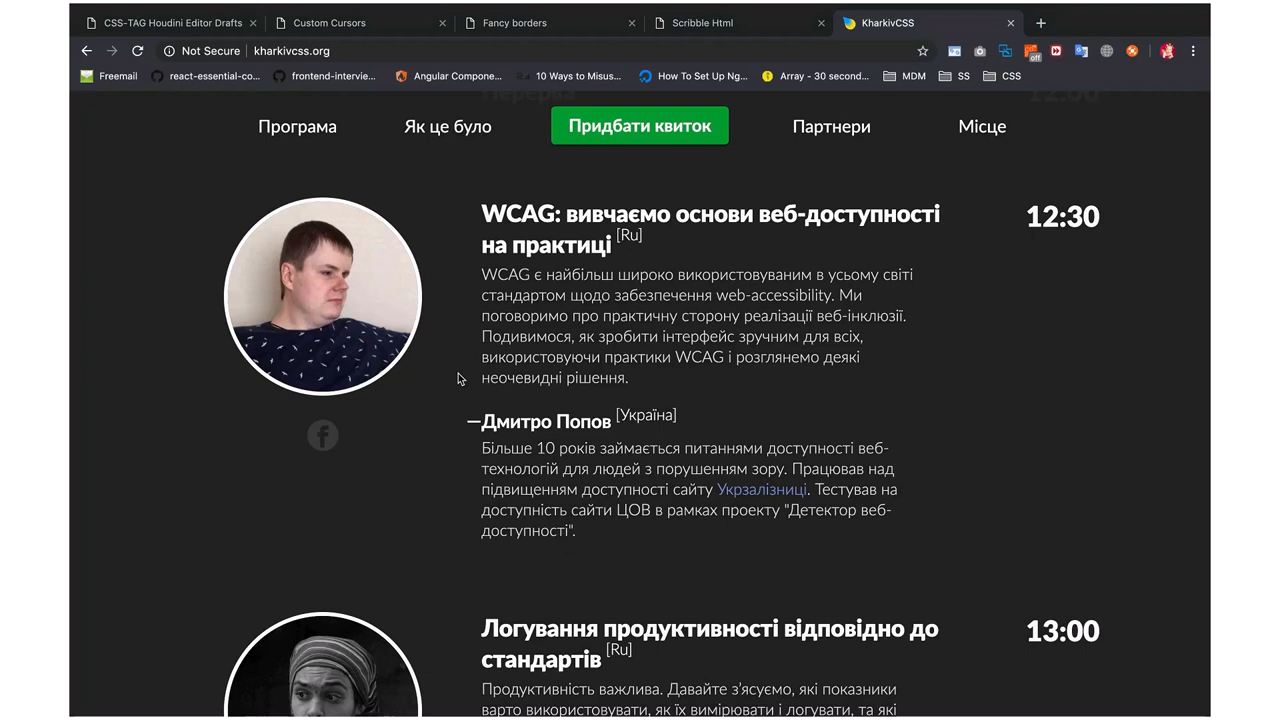 CSS-TAG Houdini Editor Drafts
Custom Cursors
Fancy borders
Scribble Html
KharkivCSS
Not Secure
kharkivcss.org
off
Freemail
react-essential-co...
frontend-intervie...
Angular Compone...
10 Ways to Misus...
How To Set Up Ng...
Array - 30 second...
MDM
SS
CSS
Перерва
12:00
Програма
Як це було
Придбати квиток
Партнери
Місце
WCAG: вивчаємо основи веб-доступності
на практиці [Ru]
12:30
WCAG є найбільш широко використовуваним в усьому світі
стандартом щодо забезпечення web-accessibility. Ми
поговоримо про практичну сторону реалізації веб-інклюзії.
Подивимося, як зробити інтерфейс зручним для всіх,
використовуючи практики WCAG і розглянемо деякі
неочевидні рішення.
—Дмитро Попов [Україна]
Більше 10 років займається питаннями доступності веб-
технологій для людей з порушенням зору. Працював над
підвищенням доступності сайту Укрзалізниці. Тестував на
доступність сайти ЦОВ в рамках проекту "Детектор веб-
доступності".
Логування продуктивності відповідно до
стандартів [Ru]
13:00
Продуктивність важлива. Давайте з’ясуємо, які показники
варто використовувати, як їх вимірювати і логувати, та які